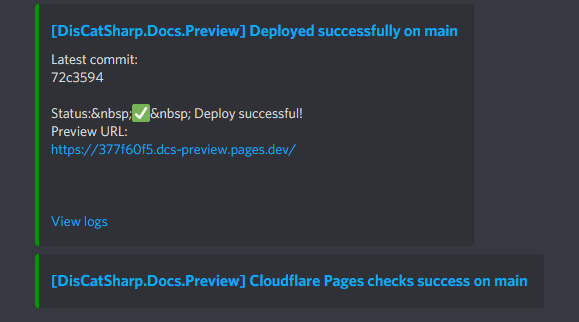 [DisCatSharp.Docs.Preview] Deployed successfully on main
Latest commit:
72c3594
Status:&nbsp;✅&nbsp; Deploy successful!
Preview URL:
https://377f60f5.dcs-preview.pages.dev/
View logs
[DisCatSharp.Docs.Preview] Cloudflare Pages checks success on main